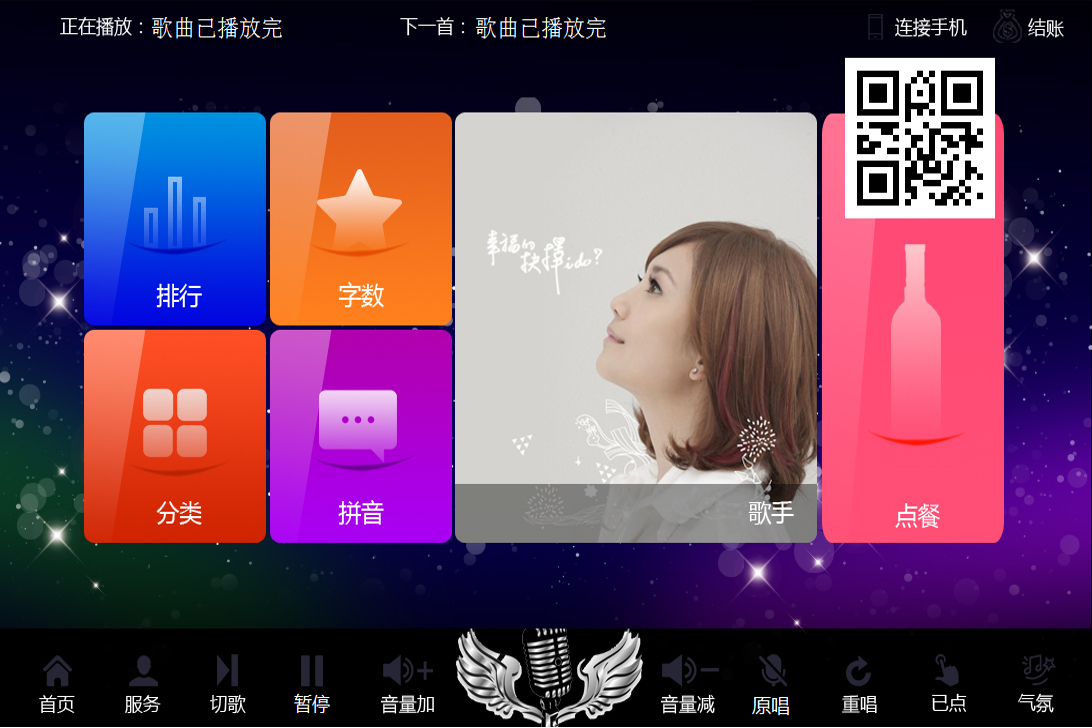 正在播放：歌曲已播放完
下一首：歌曲已播放完
连接手机
结账
排行
字数
幸福的
抉择ido?
歌手
点餐
分类
拼音
首页
服务
切歌
暂停
音量加
音量减
原唱
重唱
已点
气氛